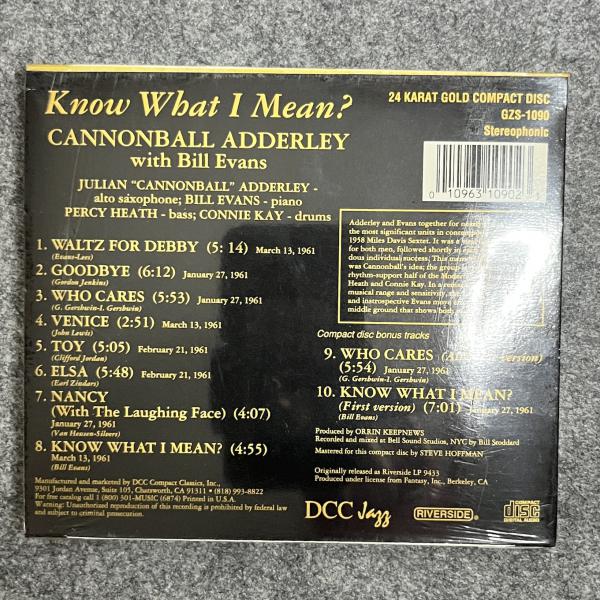 Know What I Mean?
CANNONBALL ADDERLEY
with Bill Evans
JULIAN "CANNONBALL" ADDERLEY -
alto saxophone; BILL EVANS - piano
PERCY HEATH - bass; CONNIE KAY - drums
24 KARAT GOLD COMPACT DISC
GZS-1090
Stereophonic
0 10963 10902
1. WALTZ FOR DEBBY (5: 14) March 13, 1961
(Evans-Lees)
2. GOODBYE (6:12) January 27, 1961
(Gordon Jenkins)
3. WHO CARES (5:53) January 27, 1961
(G. Gershwin-I. Gershwin)
4. VENICE (2:51) March 13, 1961
(John Lewis)
5. TOY (5:05) February 21, 1961
(Clifford Jordan)
6. ELSA (5:48) February 21, 1961
(Earl Zindars)
7. NANCY
(With The Laughing Face) (4:07)
January 27, 1961
(Van Heusen-Silvers)
8. KNOW WHAT I MEAN? (4:55)
March 13, 1961
(Bill Evans)
Adderley and Evans together for
the most significant units in
1958 Miles Davis Sextet. It was a
for both men, followed shortly in each
dous individual success. This
was Cannonball's idea; the group
rhythm-support half of the Modern
Heath and Connie Kay. In a
musical range and sensitivity, the
and instrospective Evans move
middle ground that shows both
Compact disc bonus tracks
9. WHO CARES version)
(5:54) January 27, 1961
(G. Gershwin-I. Gershwin)
10. KNOW WHAT I MEAN?
(First version) (7:01) January 27, 1961
(Bill Evans)
Produced by ORRIN KEEPNEWS
Recorded and mixed at Bell Sound Studios, NYC by Bill Stoddard
Mastered for this compact disc by STEVE HOFFMAN
Originally released as Riverside LP 9433
Produced under license from Fantasy, Inc., Berkeley, CA
Manufactured and marketed by DCC Compact Classics, Inc.,
9301 Jordan Avenue, Suite 105, Chatsworth, CA 91311 • (818) 993-8822
For free catalog call 1 (800) 301-MUSIC (6874) Printed in U.S.A.
Warning: Unauthorized reproduction of this recording is prohibited by federal law
and subject to criminal prosecution.
DCC Jazz
RIVERSIDE
COMPACT
disc
DIGITAL AUDIO